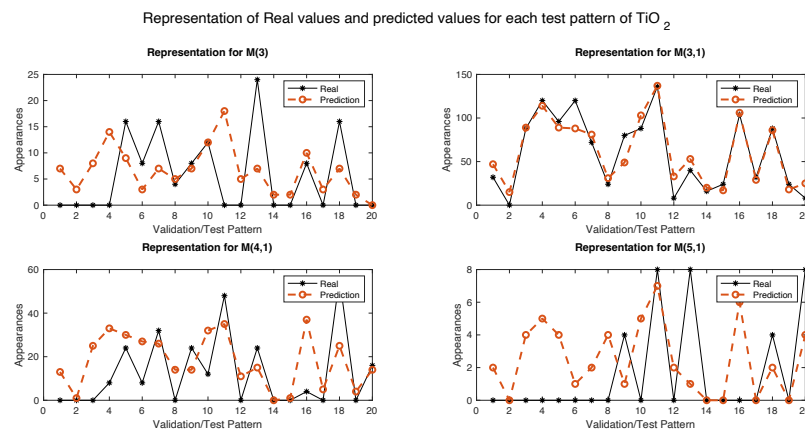 Representation of Real values and predicted values for each test pattern of TiO 2
Representation for M(3)
Appearances
25
20
15
10
5
0
0 2 4 6 8 10 12 14 16 18 20
Validation/Test Pattern
Real
Prediction
Representation for M(3,1)
Appearances
150
100
50
0
0 2 4 6 8 10 12 14 16 18 20
Validation/Test Pattern
Real
Prediction
Representation for M(4,1)
Appearances
60
40
20
0
0 2 4 6 8 10 12 14 16 18 20
Validation/Test Pattern
Real
Prediction
Representation for M(5,1)
Appearances
8
6
4
2
0
0 2 4 6 8 10 12 14 16 18 20
Validation/Test Pattern
Real
Prediction